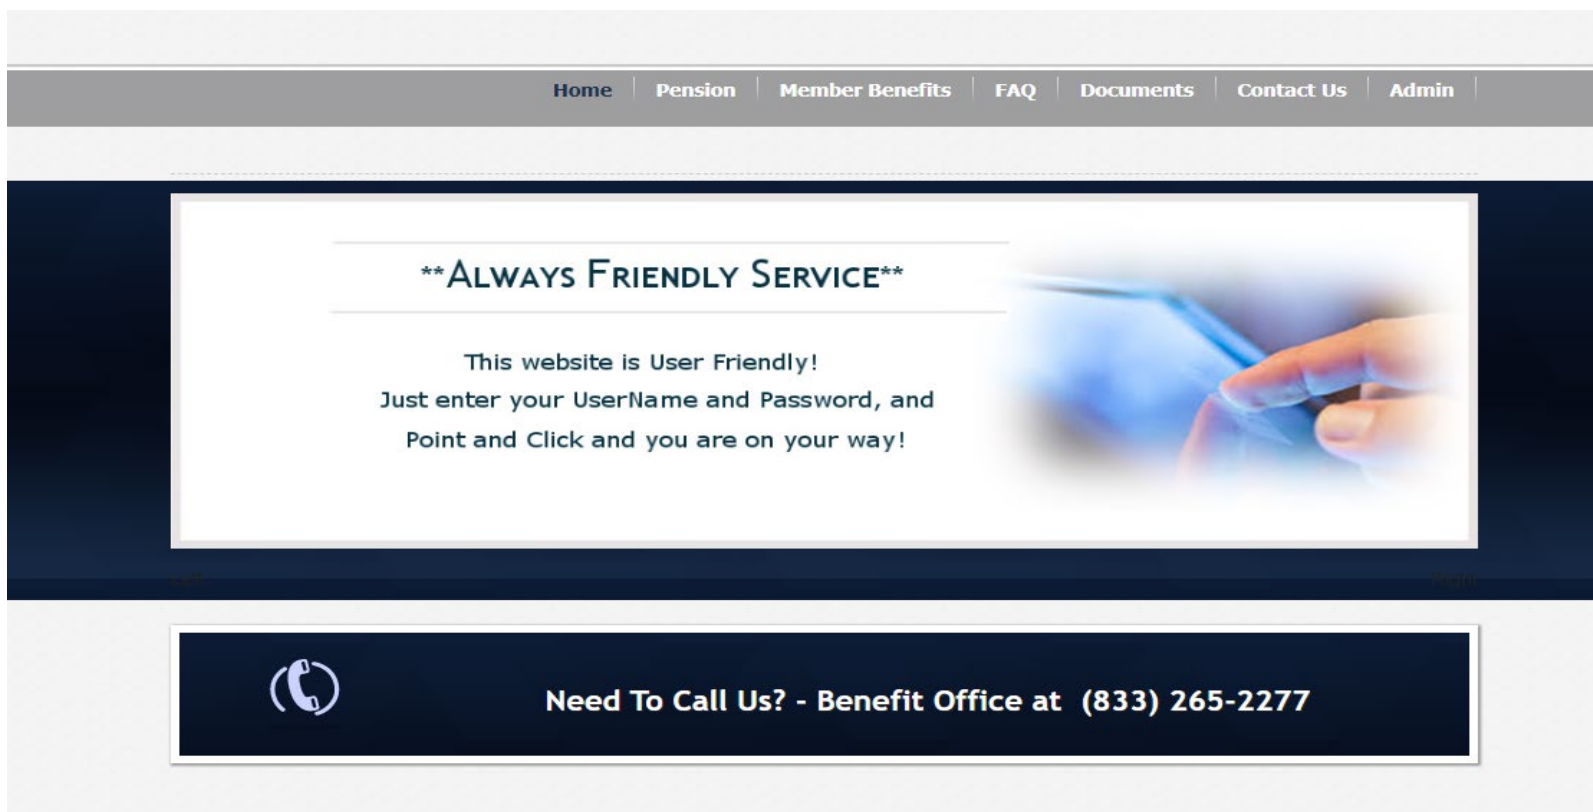 Home Pension Member Benefits FAQ Documents Contact Us Admin
**ALWAYS FRIENDLY SERVICE**
This website is User Friendly!
Just enter your UserName and Password, and
Point and Click and you are on your way!
Left Right
Need To Call Us? - Benefit Office at (833) 265-2277